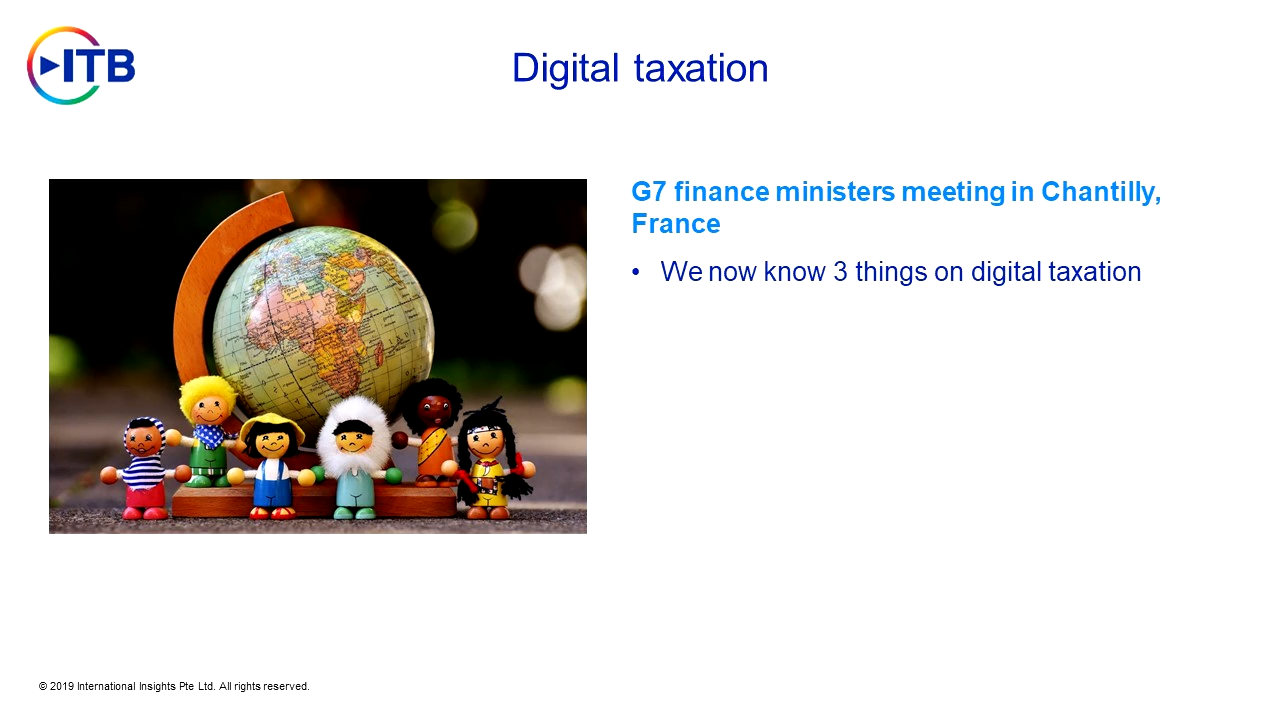 ITB
Digital taxation
G7 finance ministers meeting in Chantilly,
France
• We now know 3 things on digital taxation
© 2019 International Insights Pte Ltd. All rights reserved.